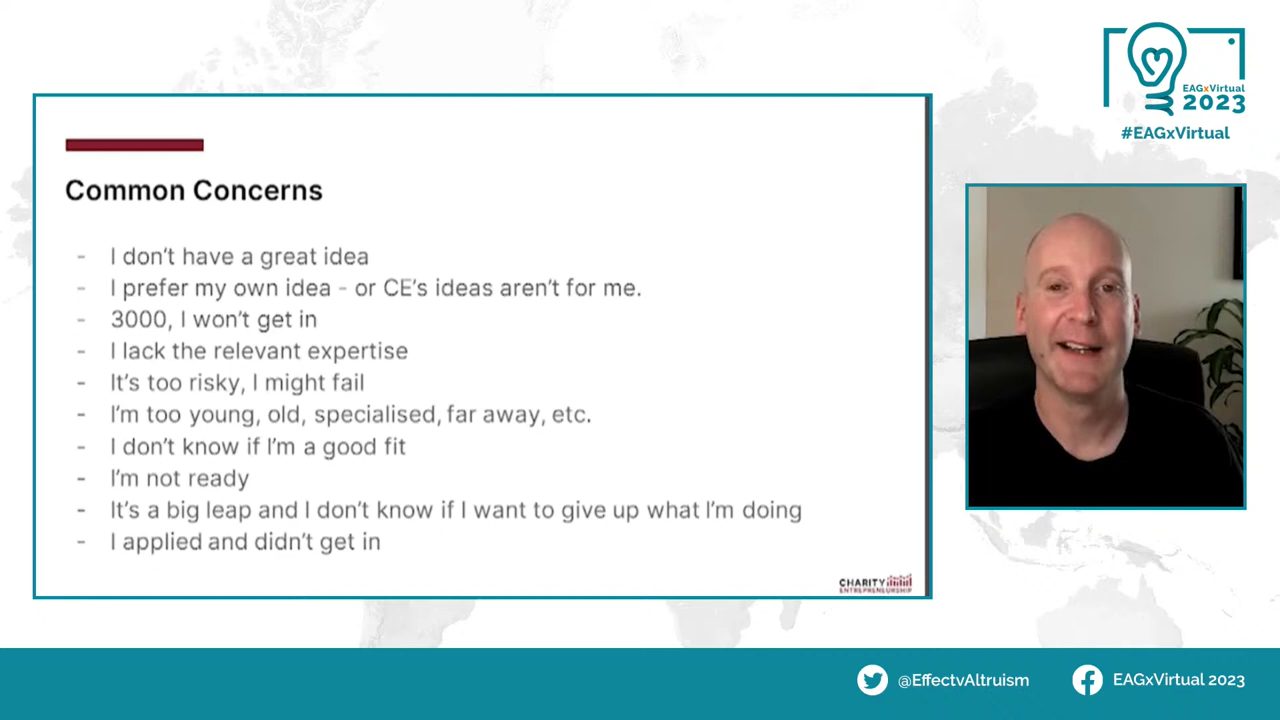 EAGxVirtual
2023
#EAGxVirtual
Common Concerns
- I don't have a great idea
- I prefer my own idea - or CE's ideas aren't for me.
- 3000, I won't get in
- I lack the relevant expertise
- It's too risky, I might fail
- I'm too young, old, specialised, far away, etc.
- I don't know if I'm a good fit
- I'm not ready
- It's a big leap and I don't know if I want to give up what I'm doing
- I applied and didn't get in
CHARITY
ENTREPRENEURSHIP
@EffectvAltruism
EAGxVirtual 2023